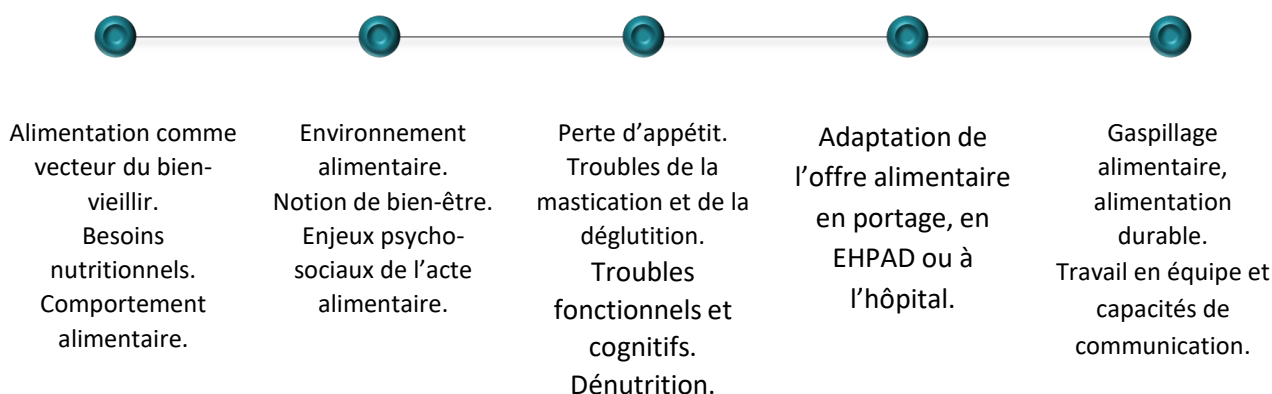 Alimentation comme
vecteur du bien-
vieillir.
Besoins
nutritionnels.
Comportement
alimentaire.
Environnement
alimentaire.
Notion de bien-être.
Enjeux psycho-
sociaux de l’acte
alimentaire.
Perte d’appétit.
Troubles de la
mastication et de la
déglutition.
Troubles
fonctionnels et
cognitifs.
Dénutrition.
Adaptation de
l’offre alimentaire
en portage, en
EHPAD ou à
l’hôpital.
Gaspillage
alimentaire,
alimentation
durable.
Travail en équipe et
capacités de
communication.